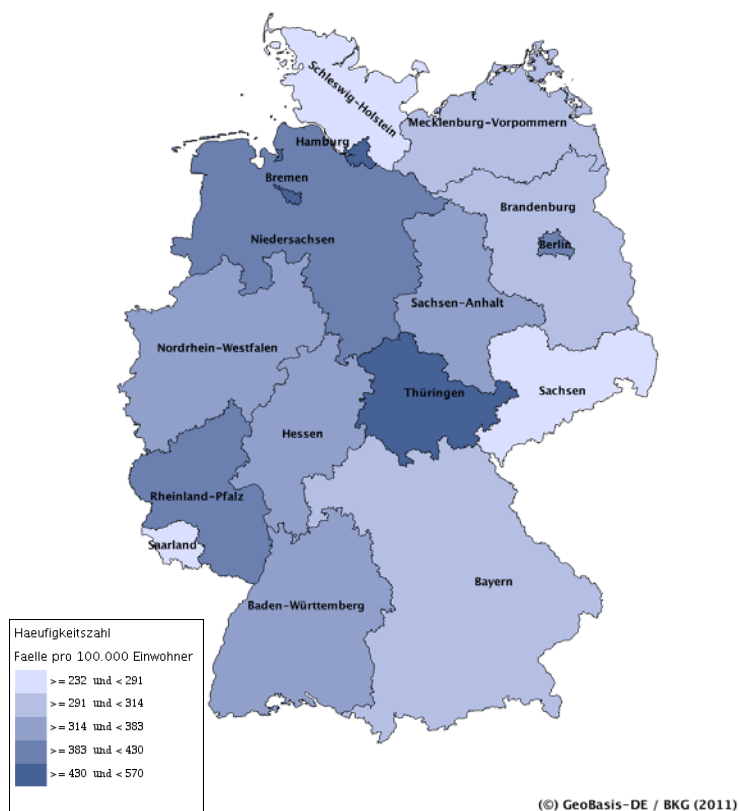 Schleswig-Holstein
Mecklenburg-Vorpommern
Hamburg
Bremen
Brandenburg
Niedersachsen
Berlin
Sachsen-Anhalt
Nordrhein-Westfalen
Thüringen
Sachsen
Hessen
Rheinland-Pfalz
Saarland
Bayern
Baden-Württemberg
Haeufigkeitszahl
Faelle pro 100.000 Einwohner
>= 232 und < 291
>= 291 und < 314
>= 314 und < 383
>= 383 und < 430
>= 430 und < 570
(©) GeoBasis-DE / BKG (2011)